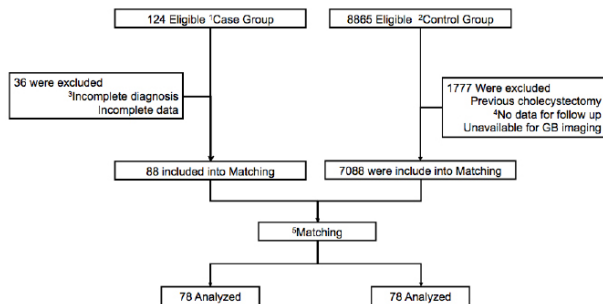 124 Eligible ¹Case Group
8865 Eligible ²Control Group
36 were excluded
³Incomplete diagnosis
Incomplete data
1777 Were excluded
Previous cholecystectomy
⁴No data for follow up
Unavailable for GB imaging
88 included into Matching
7088 were include into Matching
⁵Matching
78 Analyzed
78 Analyzed